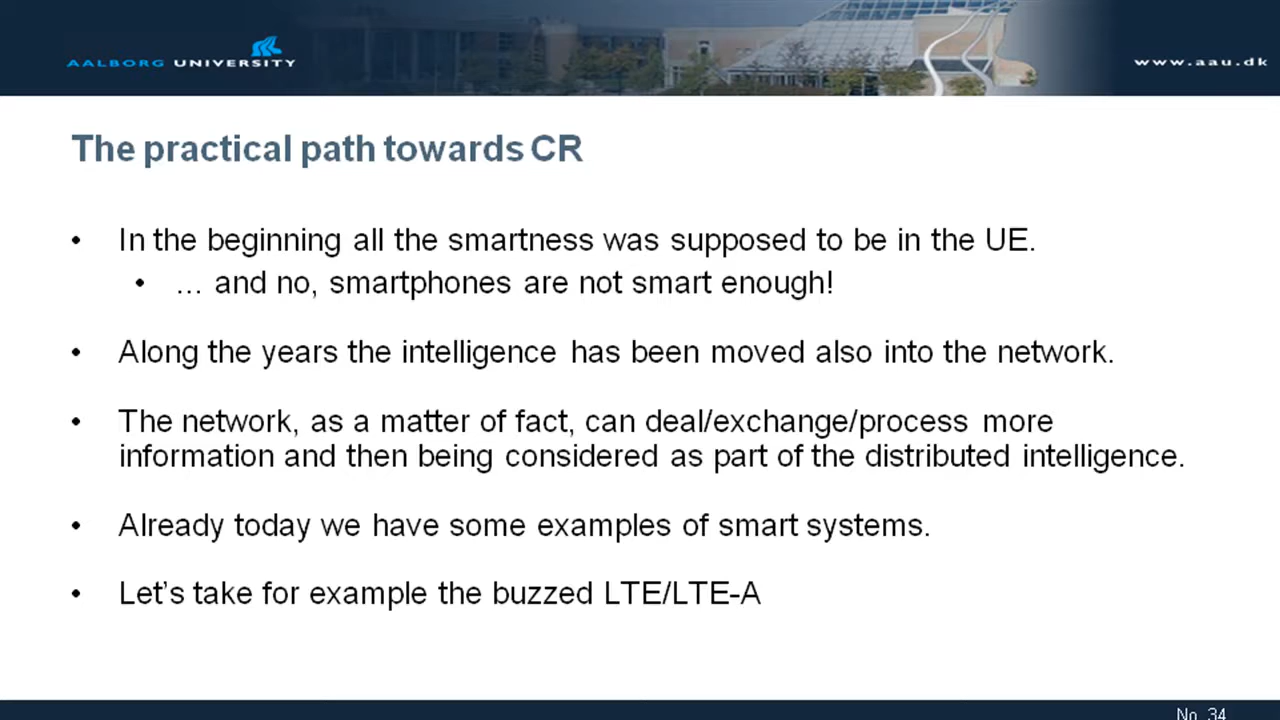 AALBORG UNIVERSITY
www.aau.dk
The practical path towards CR
• In the beginning all the smartness was supposed to be in the UE.
• ... and no, smartphones are not smart enough!
• Along the years the intelligence has been moved also into the network.
• The network, as a matter of fact, can deal/exchange/process more
information and then being considered as part of the distributed intelligence.
• Already today we have some examples of smart systems.
• Let’s take for example the buzzed LTE/LTE-A
No. 34